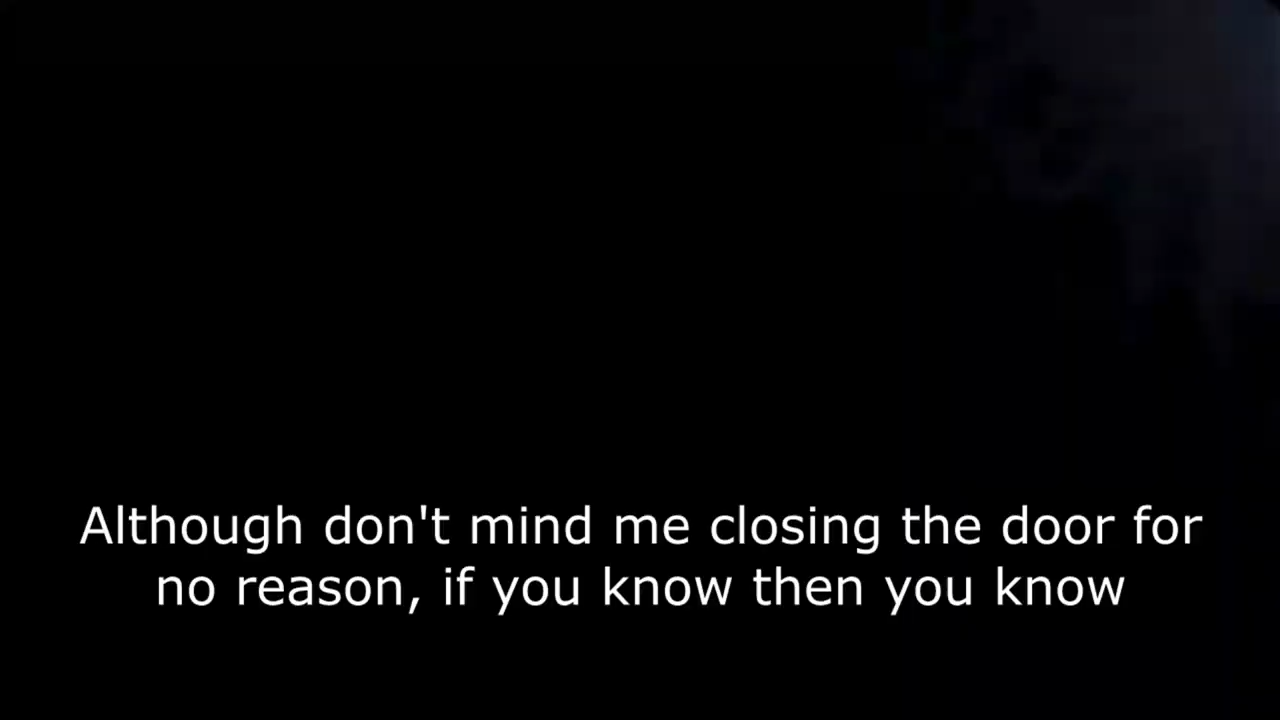 Although don't mind me closing the door for
no reason, if you know then you know